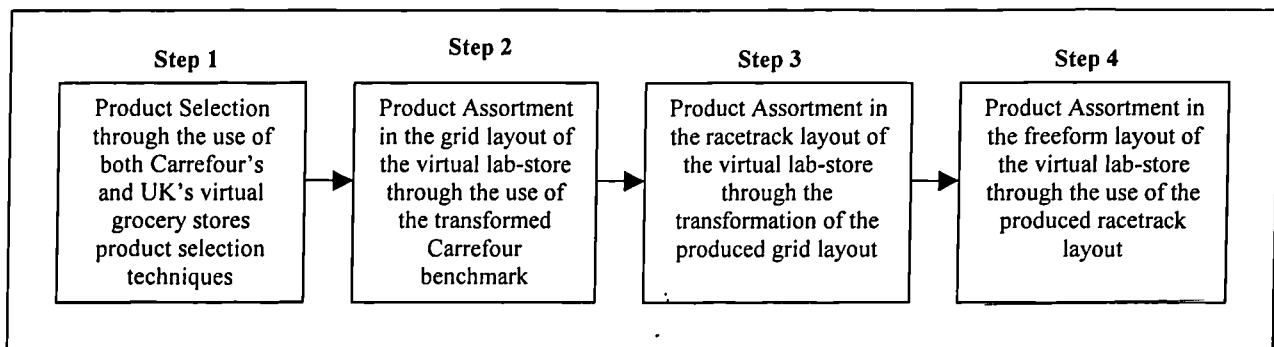 Step 1
Product Selection
through the use of
both Carrefour's
and UK's virtual
grocery stores
product selection
techniques
Step 2
Product Assortment
in the grid layout of
the virtual lab-store
through the use of
the transformed
Carrefour
benchmark
Step 3
Product Assortment in
the racetrack layout of
the virtual lab-store
through the
transformation of the
produced grid layout
Step 4
Product Assortment in
the freeform layout of
the virtual lab-store
through the use of the
produced racetrack
layout